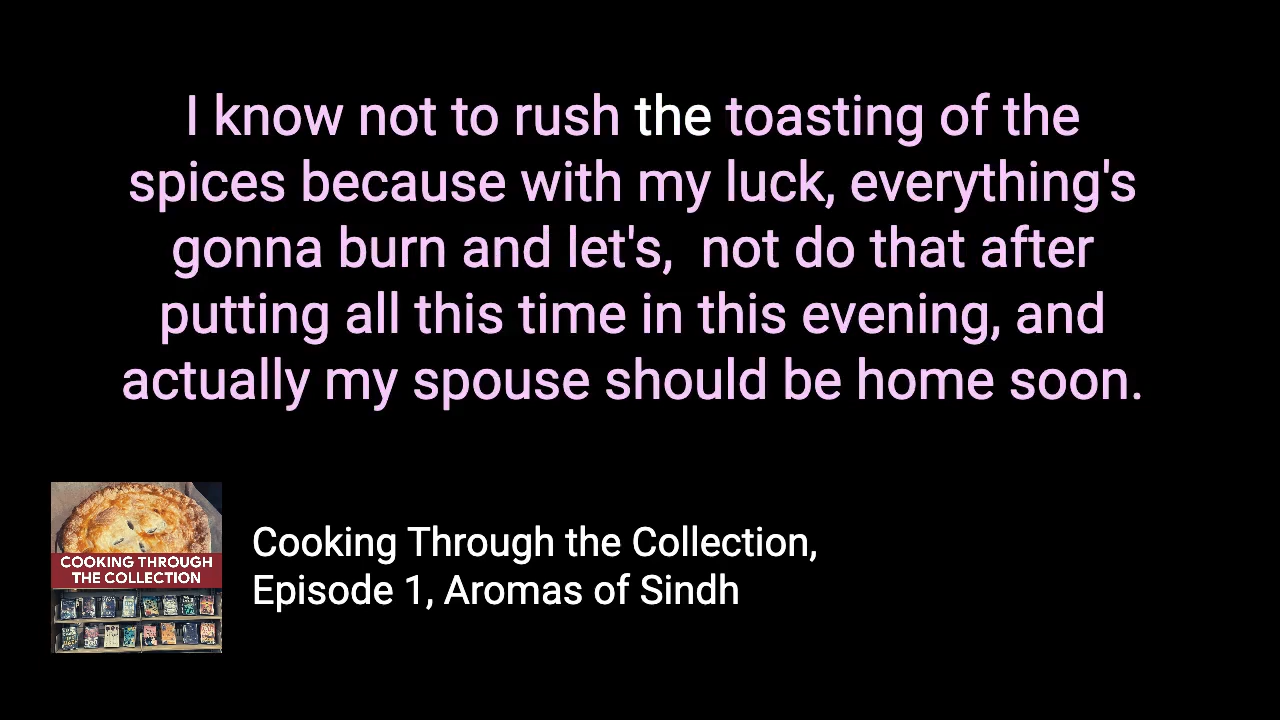 I know not to rush the toasting of the
spices because with my luck, everything's
gonna burn and let's,  not do that after
putting all this time in this evening, and
actually my spouse should be home soon.
COOKING THROUGH
THE COLLECTION
Cooking Through the Collection,
Episode 1, Aromas of Sindh